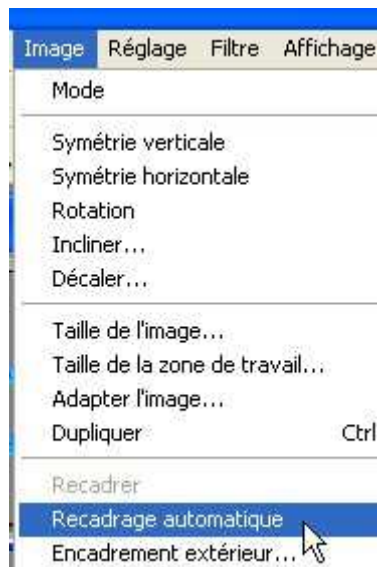 Image Réglage Filtre Affichage
Mode
Symétrie verticale
Symétrie horizontale
Rotation
Incliner...
Décaler...
Taille de l'image...
Taille de la zone de travail...
Adapter l'image...
Dupliquer Ctrl
Recadrer
Recadrage automatique
Encadrement extérieur...